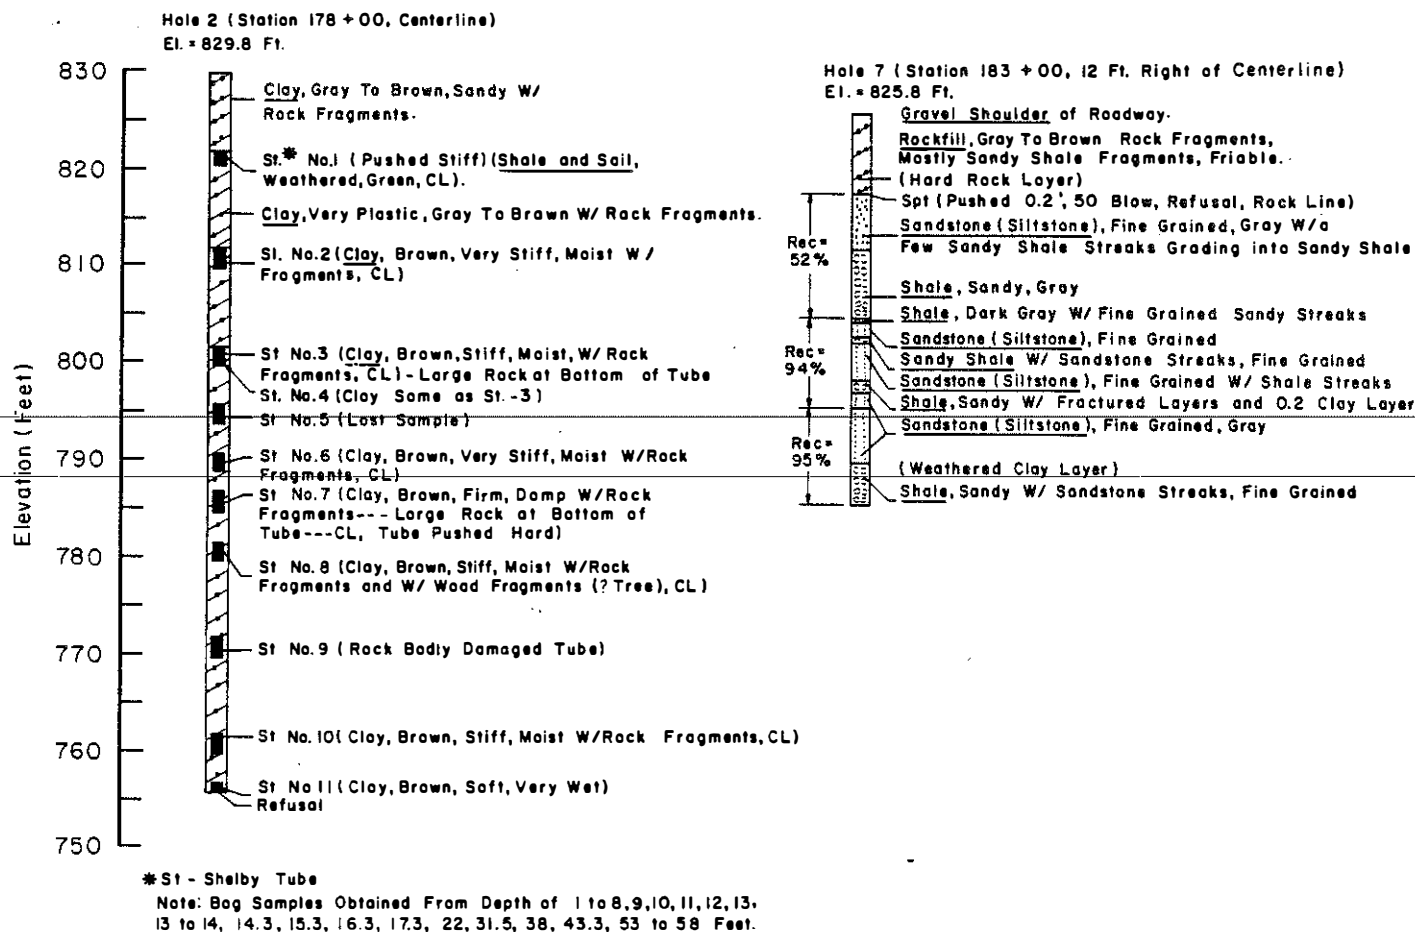 Hole 2 (Station 178 + 00, Centerline)
El. = 829.8 Ft.
Clay, Gray To Brown, Sandy W/
Rock Fragments.
St.* No.1 (Pushed Stiff) (Shale and Soil,
Weathered, Green, CL).
Clay, Very Plastic, Gray To Brown W/ Rock Fragments.
St. No.2 (Clay, Brown, Very Stiff, Moist W/
Fragments, CL)
St No.3 (Clay, Brown, Stiff, Moist, W/ Rock
Fragments, CL) - Large Rock at Bottom of Tube
St. No.4 (Clay Same as St.-3)
St No.5 (Lost Sample)
St No.6 (Clay, Brown, Very Stiff, Moist W/Rock
Fragments, CL)
St No.7 (Clay, Brown, Firm, Damp W/Rock
Fragments--- Large Rock at Bottom of
Tube---CL, Tube Pushed Hard)
St No.8 (Clay, Brown, Stiff, Moist W/Rock
Fragments and W/ Wood Fragments (? Tree), CL)
St No.9 (Rock Badly Damaged Tube)
St No.10 (Clay, Brown, Stiff, Moist W/Rock Fragments, CL)
St No 11 (Clay, Brown, Soft, Very Wet)
Refusal
Elevation (Feet)
830
820
810
800
790
780
770
760
750
Hole 7 (Station 183 + 00, 12 Ft. Right of Centerline)
El. = 825.8 Ft.
Gravel Shoulder of Roadway.
Rockfill, Gray To Brown Rock Fragments,
Mostly Sandy Shale Fragments, Friable.
(Hard Rock Layer)
Spt (Pushed 0.2', 50 Blow, Refusal, Rock Line)
Sandstone (Siltstone), Fine Grained, Gray W/a
Few Sandy Shale Streaks Grading into Sandy Shale
Shale, Sandy, Gray
Shale, Dark Gray W/ Fine Grained Sandy Streaks
Sandstone (Siltstone), Fine Grained
Sandy Shale W/ Sandstone Streaks, Fine Grained
Sandstone (Siltstone), Fine Grained W/ Shale Streaks
Shale, Sandy W/ Fractured Layers and 0.2 Clay Layer
Sandstone (Siltstone), Fine Grained, Gray
(Weathered Clay Layer)
Shale, Sandy W/ Sandstone Streaks, Fine Grained
Rec =
52%
Rec =
94%
Rec =
95%
*St - Shelby Tube
Note: Bag Samples Obtained From Depth of 1 to 8, 9, 10, 11, 12, 13,
13 to 14, 14.3, 15.3, 16.3, 17.3, 22, 31.5, 38, 43.3, 53 to 58 Feet.